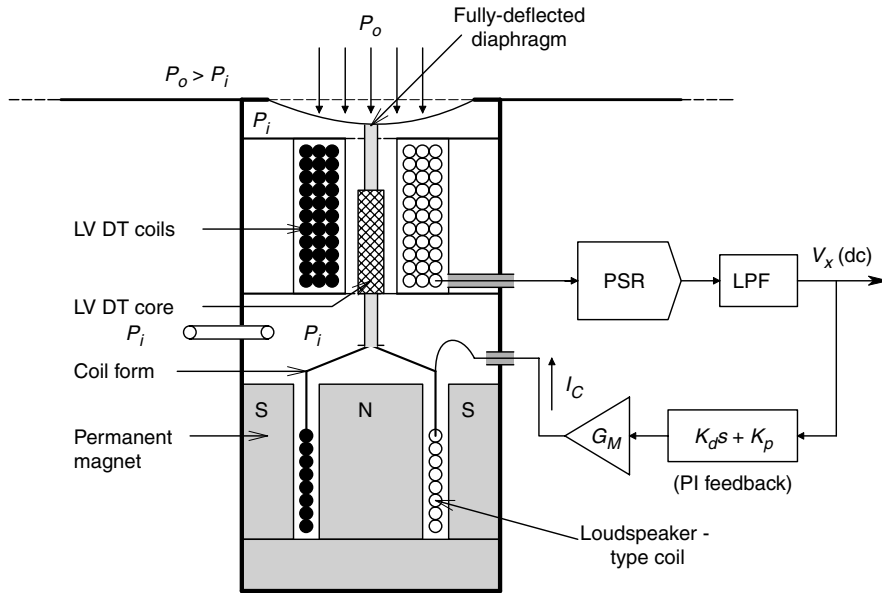 P_o
Fully-deflected
diaphragm
P_o > P_i
P_i
LV DT coils
PSR
LPF
V_x (dc)
LV DT core
P_i
P_i
Coil form
I_C
S
N
S
Permanent
magnet
G_M
K_d s + K_p
(PI feedback)
Loudspeaker -
type coil